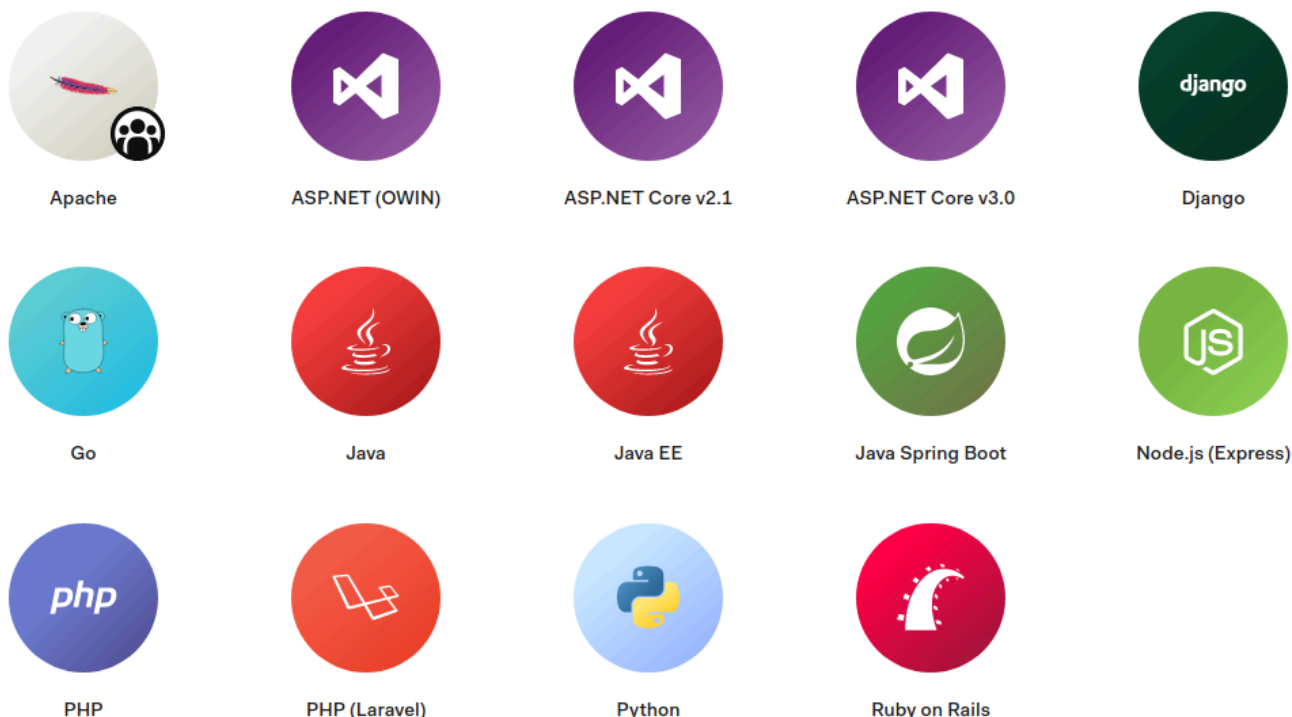 django
Apache
ASP.NET (OWIN)
ASP.NET Core v2.1
ASP.NET Core v3.0
Django
JS
Go
Java
Java EE
Java Spring Boot
Node.js (Express)
php
PHP
PHP (Laravel)
Python
Ruby on Rails